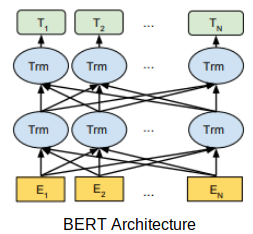 T1 T2 ... TN
Trm Trm ... Trm
Trm Trm ... Trm
E1 E2 ... EN
BERT Architecture